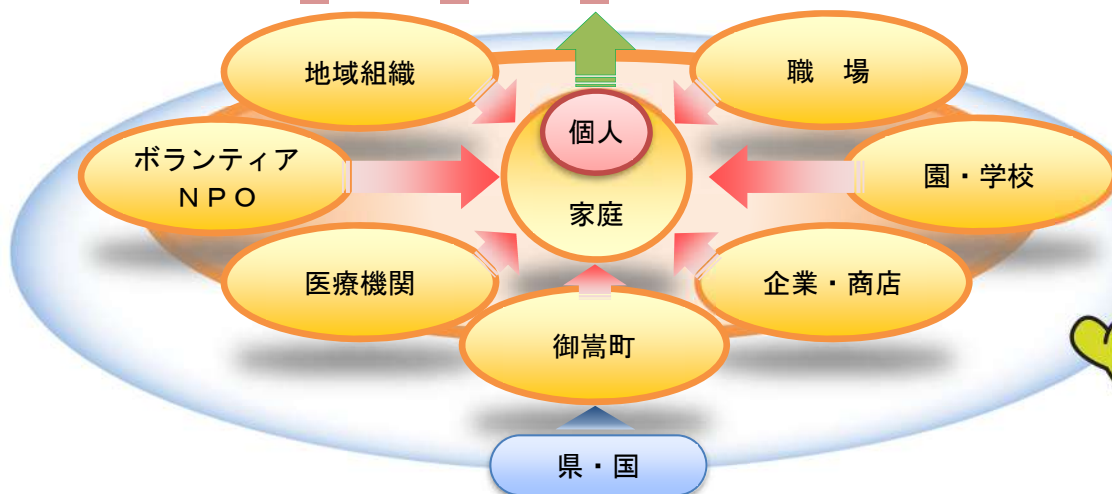 地域組織
職　場
個人
ボランティア
ＮＰＯ
園・学校
家庭
医療機関
企業・商店
御嵩町
県・国